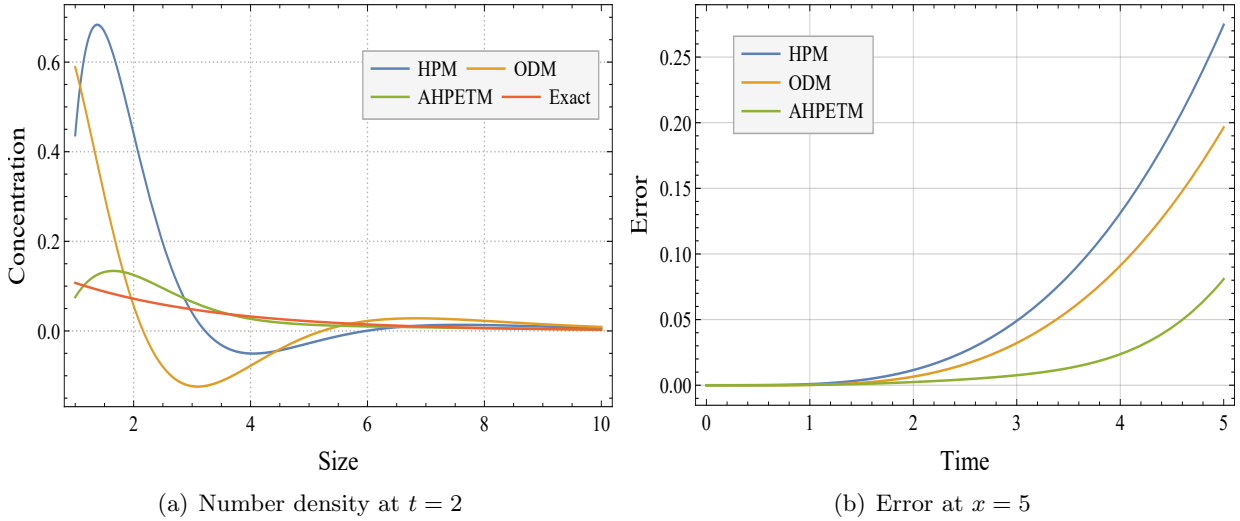 HPM ODM
AHPETM Exact
Concentration
0.6
0.4
0.2
0.0
2 4 6 8 10
Size
(a) Number density at t = 2
HPM
ODM
AHPETM
Error
0.25
0.20
0.15
0.10
0.05
0.00
0 1 2 3 4 5
Time
(b) Error at x = 5